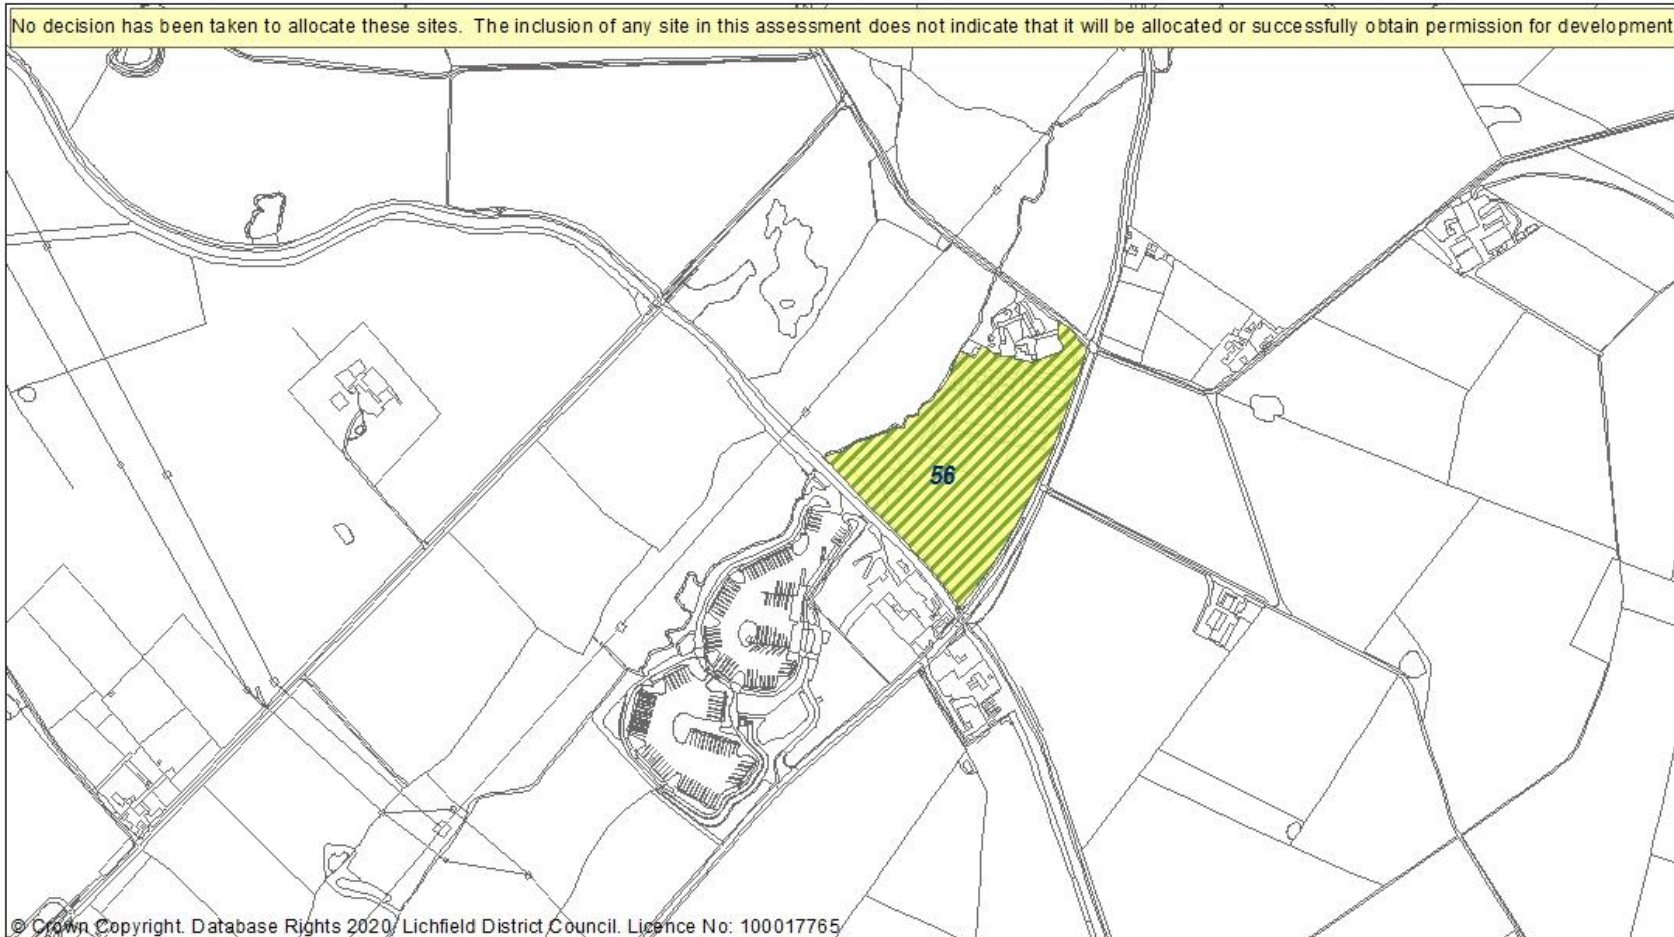 No decision has been taken to allocate these sites. The inclusion of any site in this assessment does not indicate that it will be allocated or successfully obtain permission for development
56
© Crown Copyright. Database Rights 2020/ Lichfield District Council. Licence No: 100017765